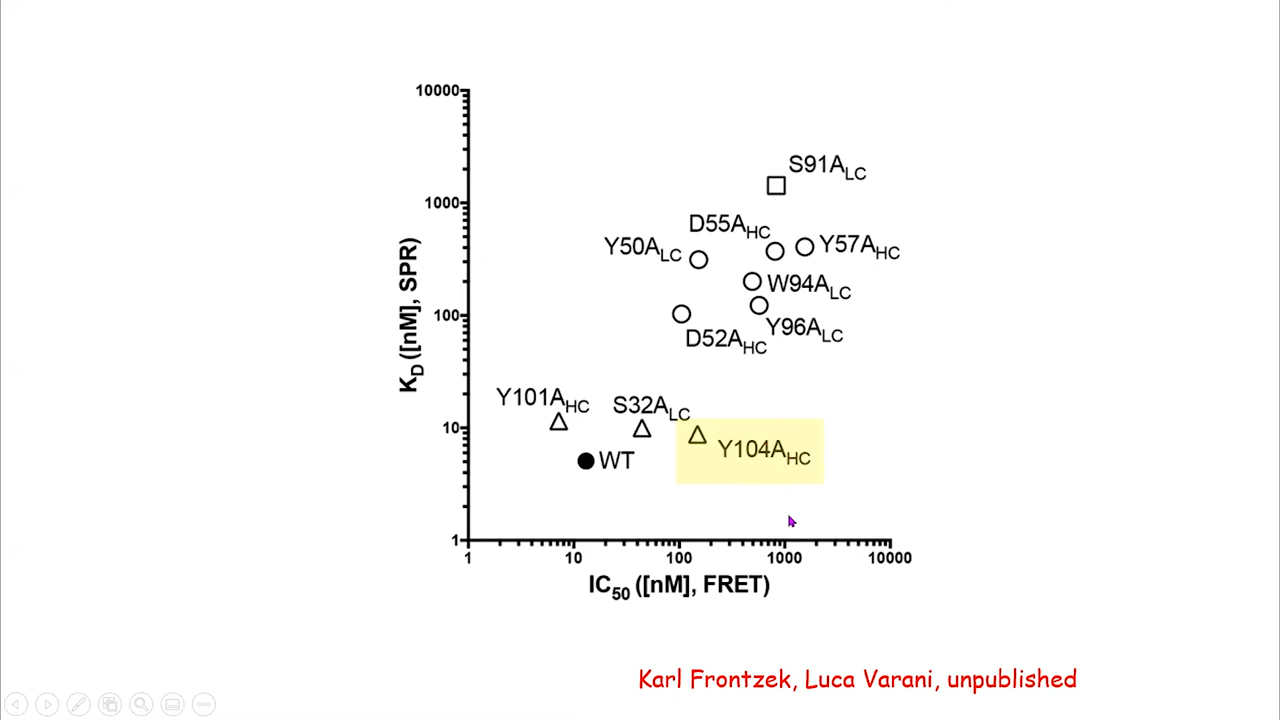 10000
S91A_LC
1000
D55A_HC
Y50A_LC
Y57A_HC
W94A_LC
100
Y96A_LC
D52A_HC
K_D ([nM], SPR)
Y101A_HC
S32A_LC
10
Y104A_HC
WT
1
1 10 100 1000 10000
IC_50 ([nM], FRET)
Karl Frontzek, Luca Varani, unpublished